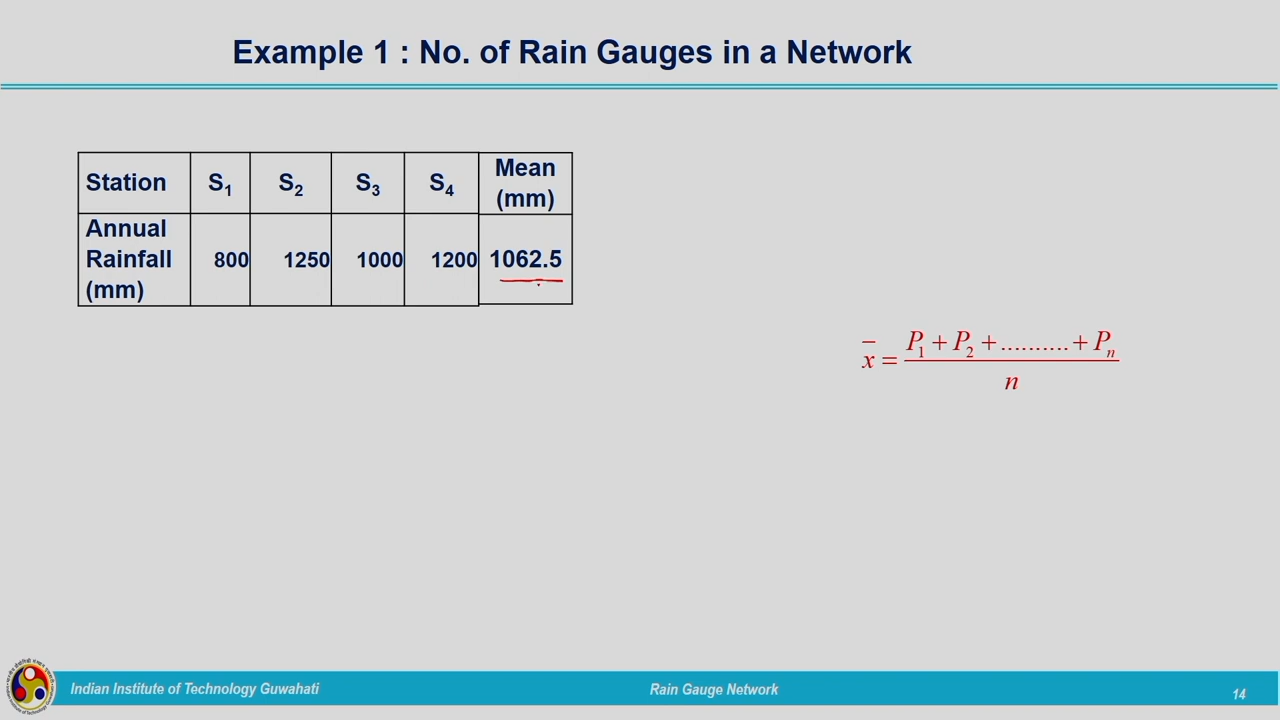 Example 1 : No. of Rain Gauges in a Network
Station S1 S2 S3 S4 Mean (mm)
Annual Rainfall (mm) 800 1250 1000 1200 1062.5
x̄ = (P1 + P2 + .......... + Pn) / n
Indian Institute of Technology Guwahati Rain Gauge Network 14